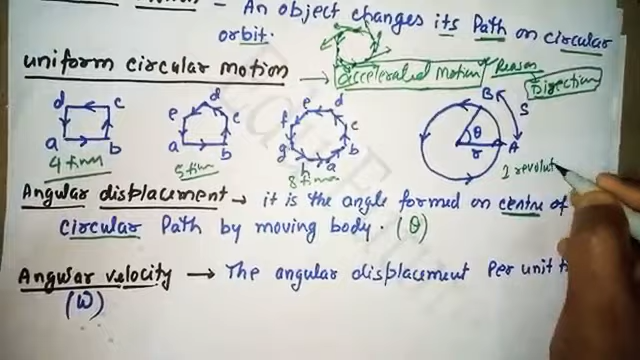 - An object changes its Path on circular
orbit.
uniform circular motion → accelerated motion Reason
Direction
d c
a b
4 time
d
e c
a b
5 time
e d
f c
g b
h a
8 time
B
S
θ
r A
1 revolut
Angular displacement → it is the angle formed on centre of
circular Path by moving body. (θ)
Angular velocity → The angular displacement Per unit
(W)